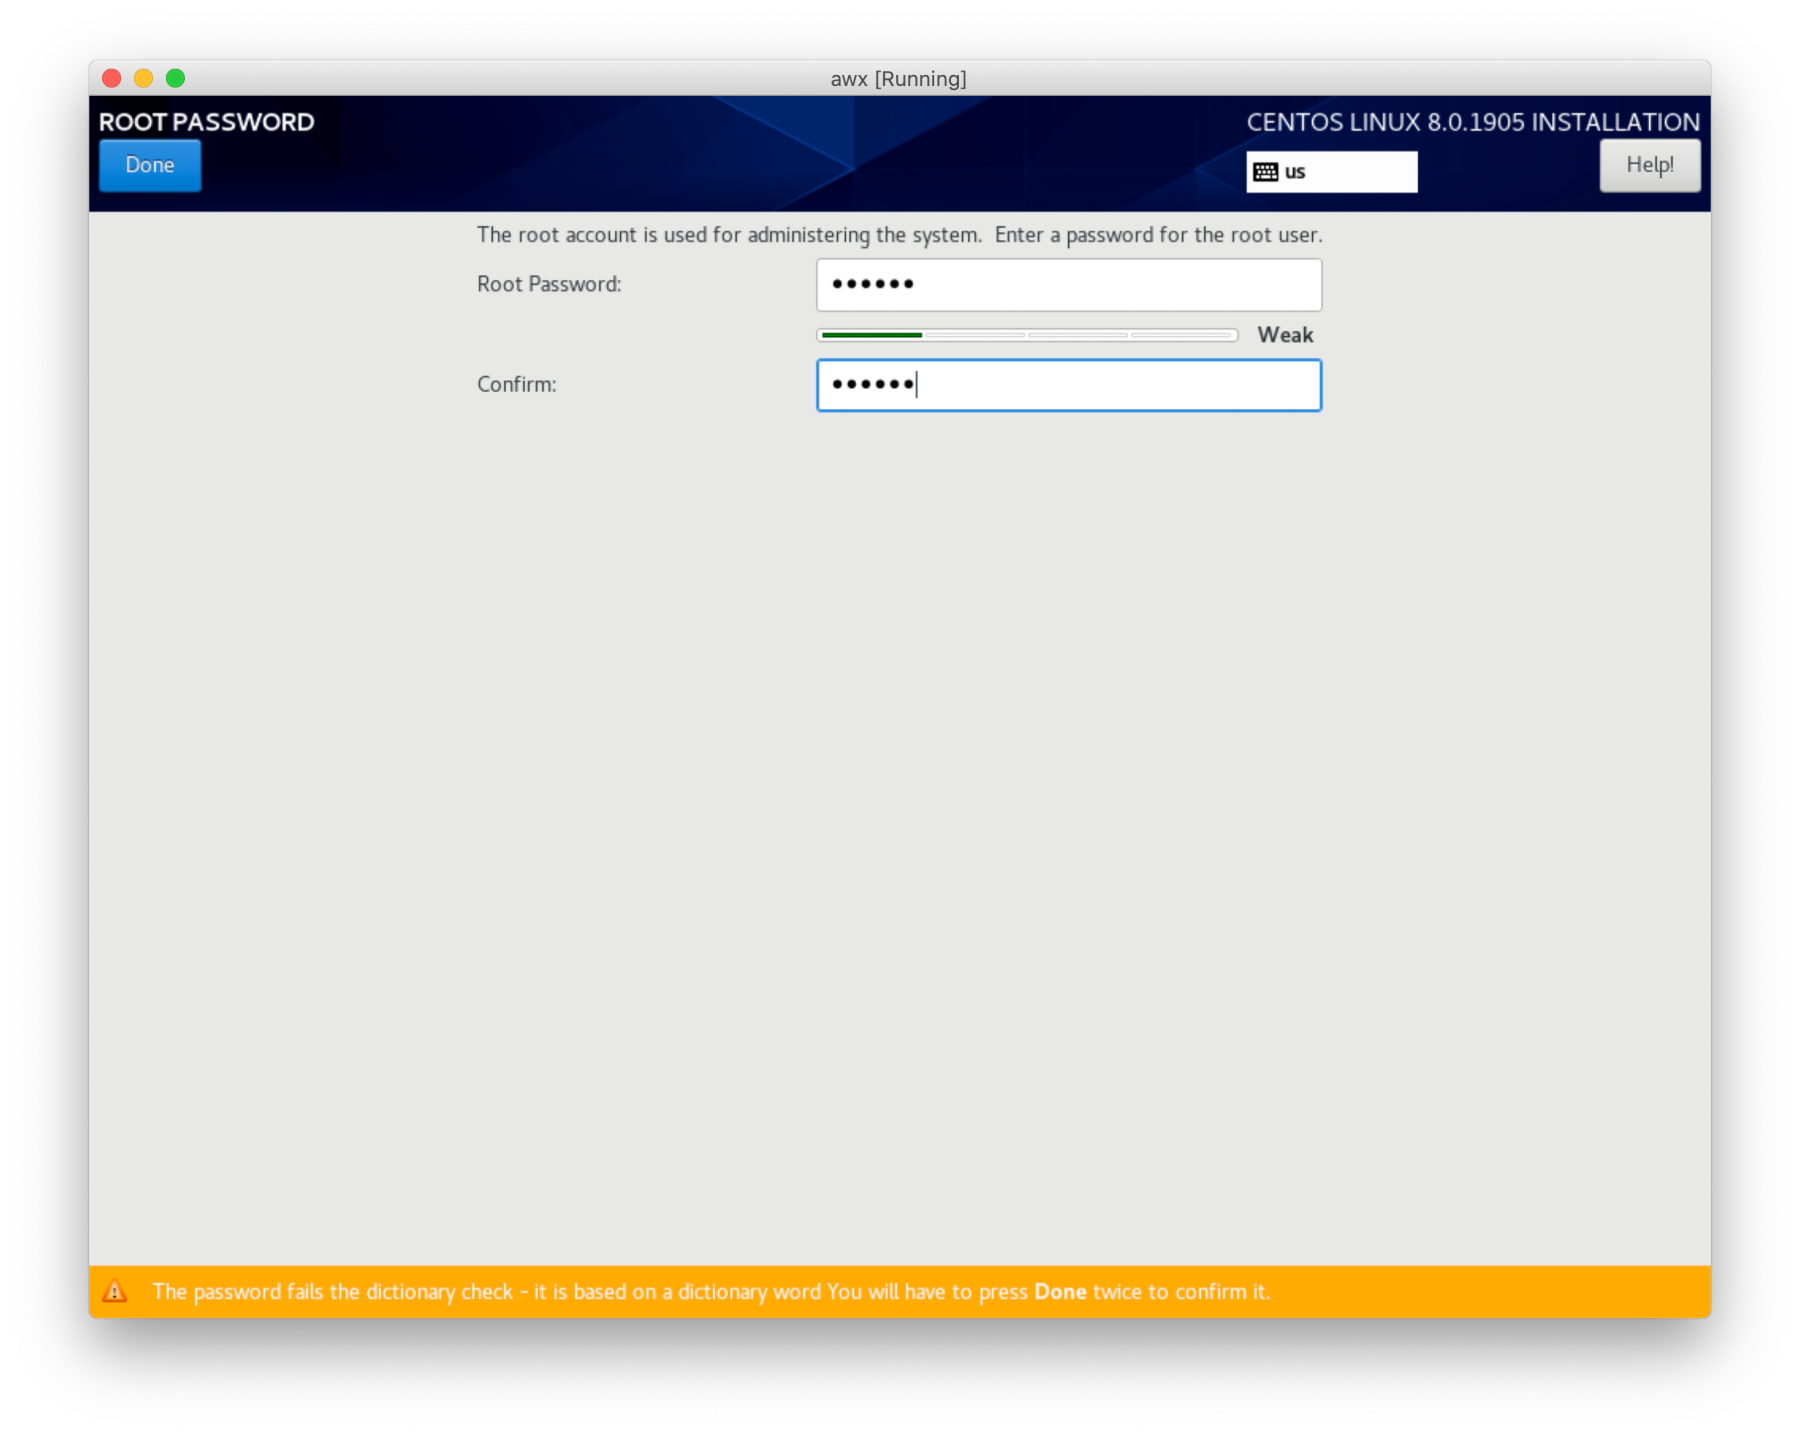 awx [Running]
ROOT PASSWORD
CENTOS LINUX 8.0.1905 INSTALLATION
Done
us
Help!
The root account is used for administering the system.  Enter a password for the root user.
Root Password:
••••••
Weak
Confirm:
••••••
The password fails the dictionary check - it is based on a dictionary word You will have to press Done twice to confirm it.